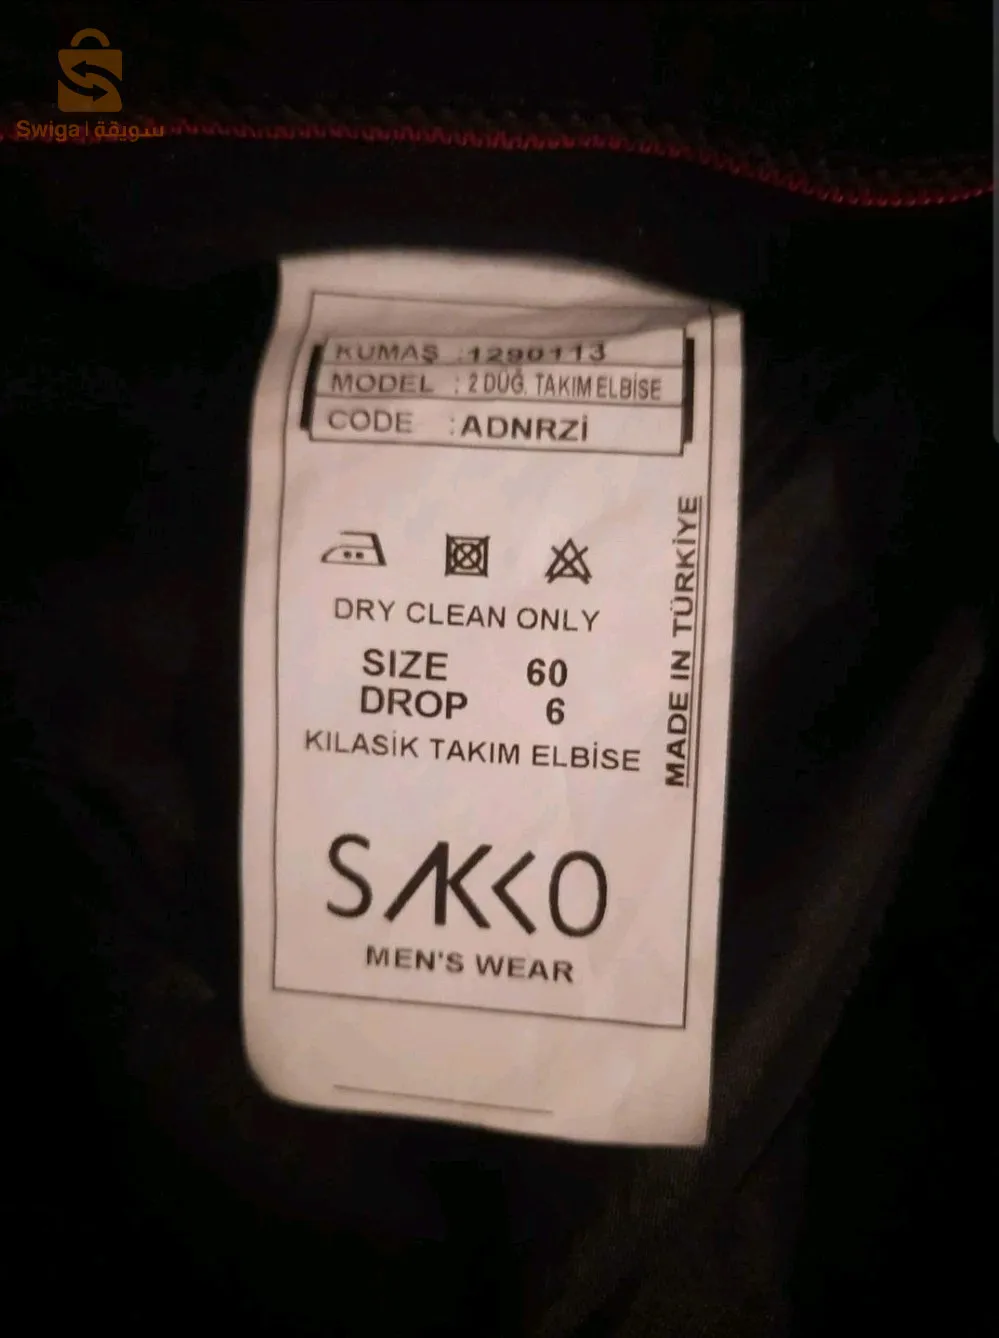 Swiga | سويقة
KUMAŞ : 1290113
MODEL : 2 DÜĞ. TAKIM ELBİSE
CODE : ADNRZİ
DRY CLEAN ONLY
SIZE 60
DROP 6
KILASİK TAKIM ELBİSE
MADE IN TÜRKİYE
SAKKO
MEN'S WEAR